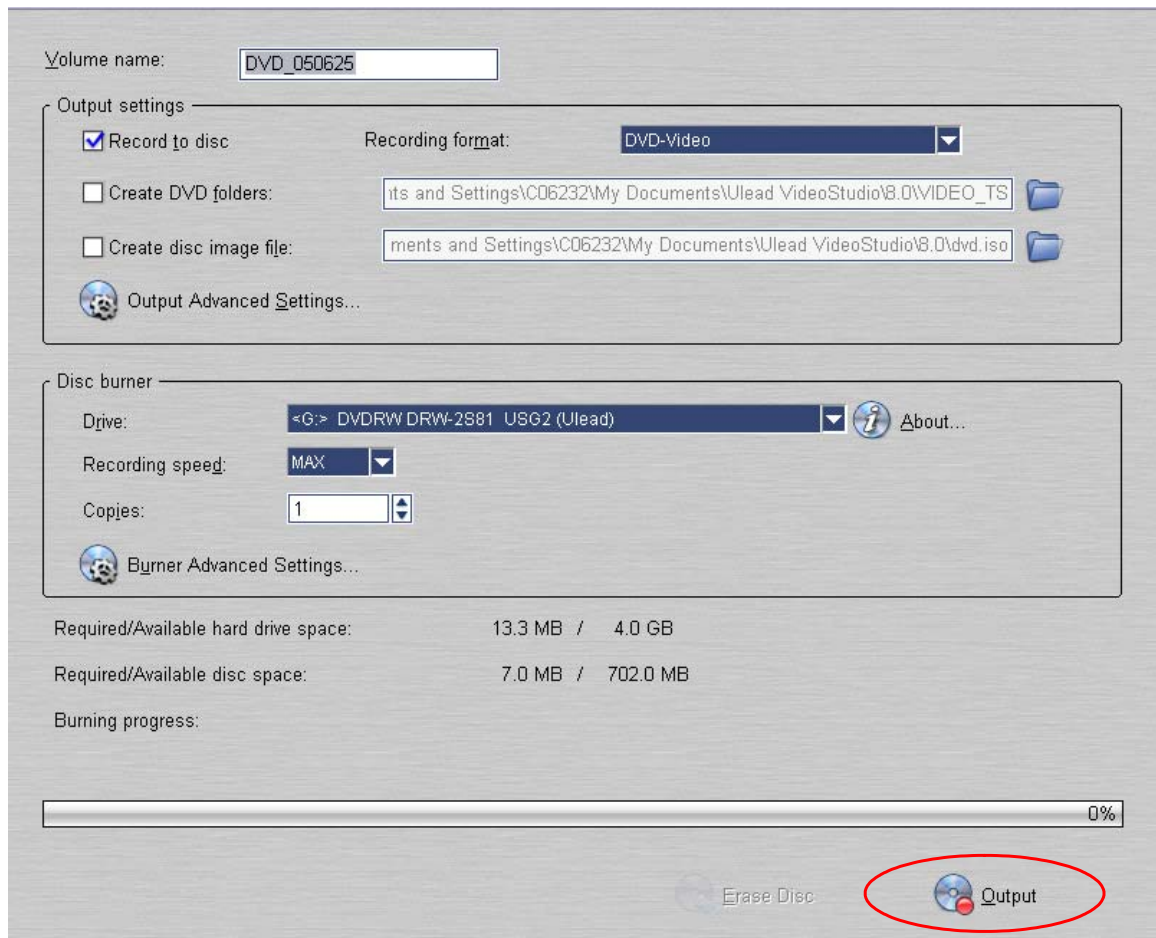 Volume name: DVD_050625
Output settings
Record to disc Recording format: DVD-Video
Create DVD folders: its and Settings\C06232\My Documents\Ulead VideoStudio\8.0\VIDEO_TS
Create disc image file: ments and Settings\C06232\My Documents\Ulead VideoStudio\8.0\dvd.iso
Output Advanced Settings...
Disc burner
Drive: <G:> DVDRW DRW-2S81 USG2 (Ulead) About...
Recording speed: MAX
Copies: 1
Burner Advanced Settings...
Required/Available hard drive space: 13.3 MB / 4.0 GB
Required/Available disc space: 7.0 MB / 702.0 MB
Burning progress:
0%
Erase Disc Output